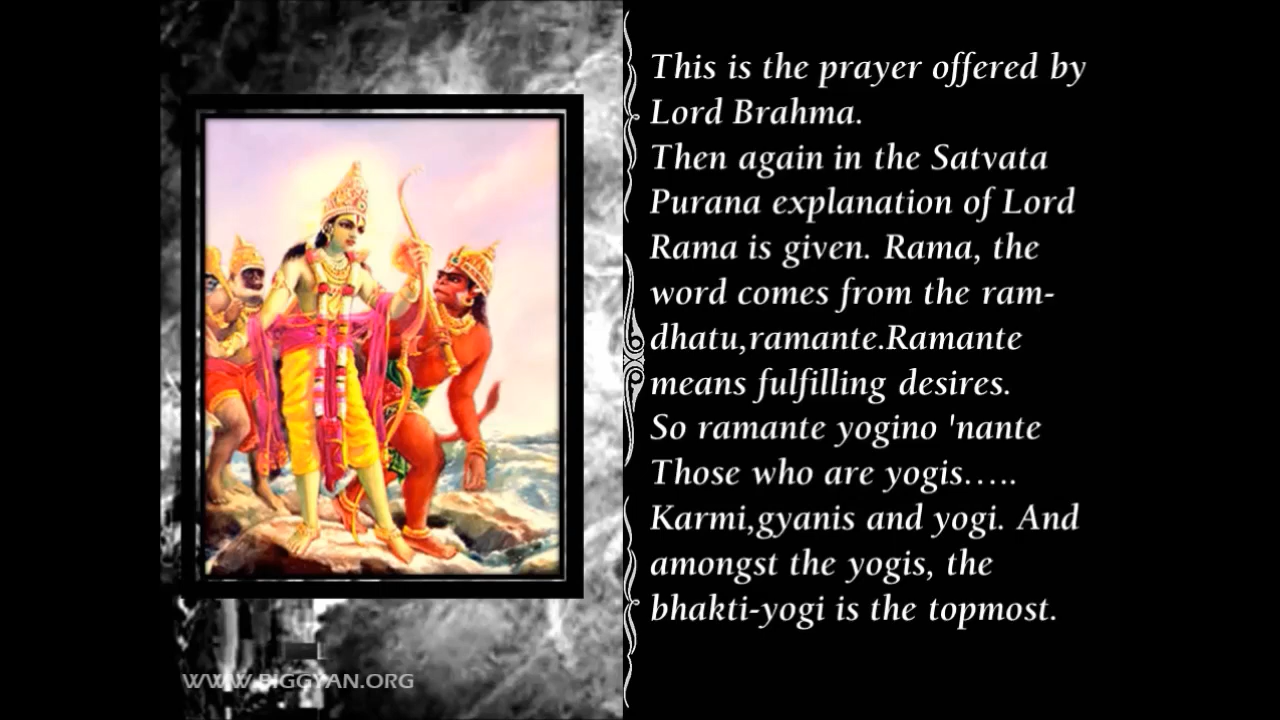 This is the prayer offered by
Lord Brahma.
Then again in the Satvata
Purana explanation of Lord
Rama is given. Rama, the
word comes from the ram-
dhatu,ramante.Ramante
means fulfilling desires.
So ramante yogino 'nante
Those who are yogis.....
Karmi,gyanis and yogi. And
amongst the yogis, the
bhakti-yogi is the topmost.
WWW.BIGGYAN.ORG